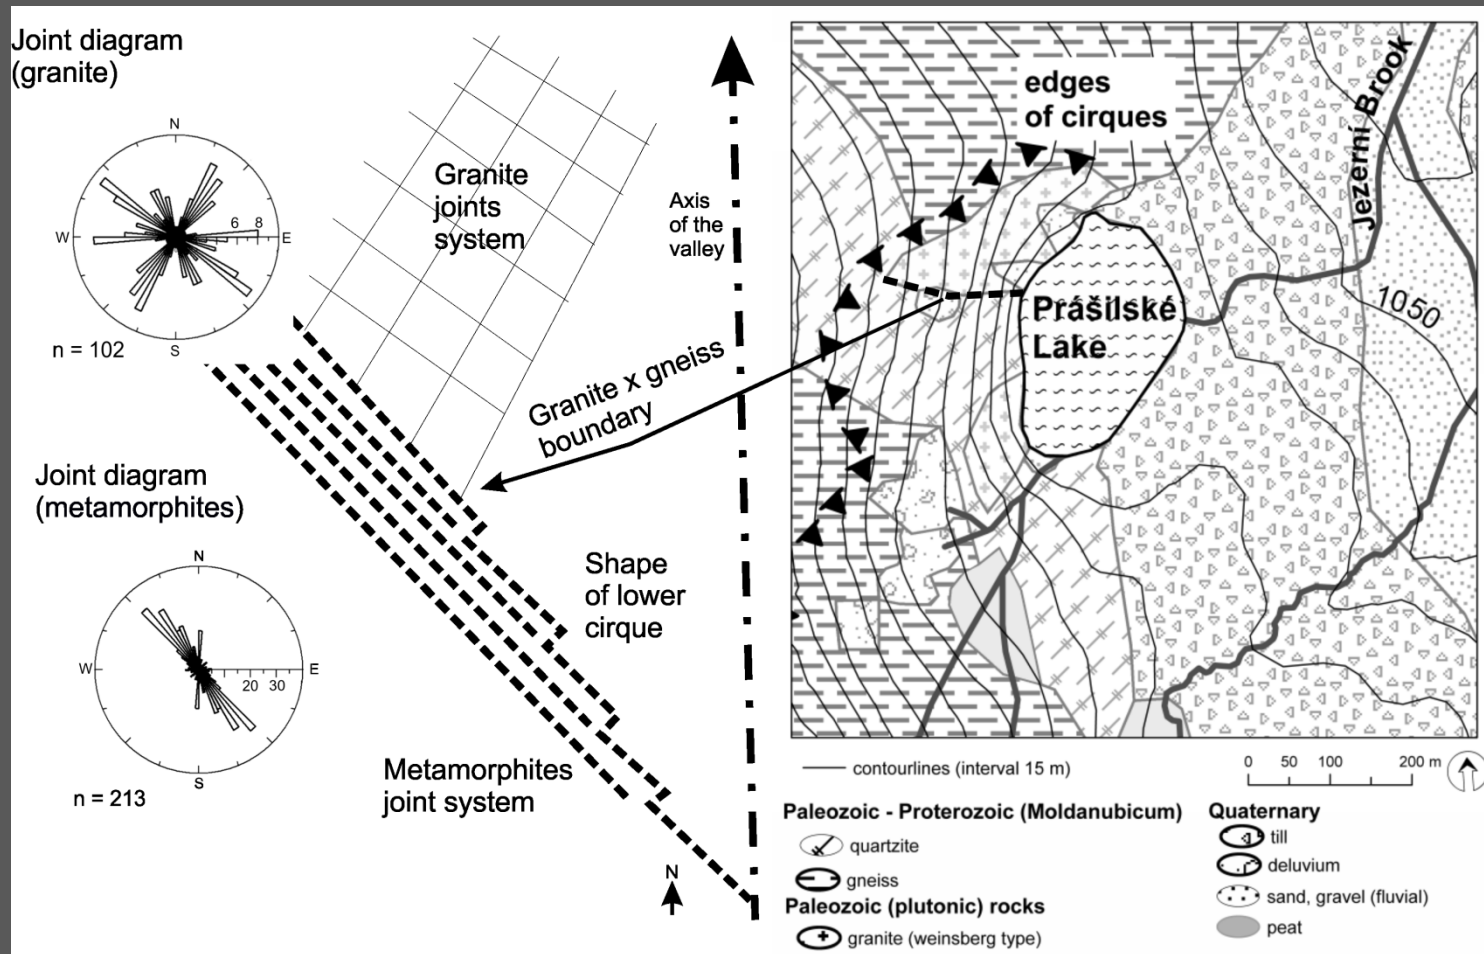 Joint diagram
(granite)
N
W
E
S
6 8
n = 102
Granite
joints
system
Axis
of the
valley
Granite x gneiss
boundary
Joint diagram
(metamorphites)
N
W
E
S
20 30
n = 213
Shape
of lower
cirque
Metamorphites
joint system
N
edges
of cirques
Jezerní Brook
Prášilské
Lake
1050
contourlines (interval 15 m)
0 50 100 200 m
Paleozoic - Proterozoic (Moldanubicum)
quartzite
gneiss
Paleozoic (plutonic) rocks
granite (weinsberg type)
Quaternary
till
deluvium
sand, gravel (fluvial)
peat